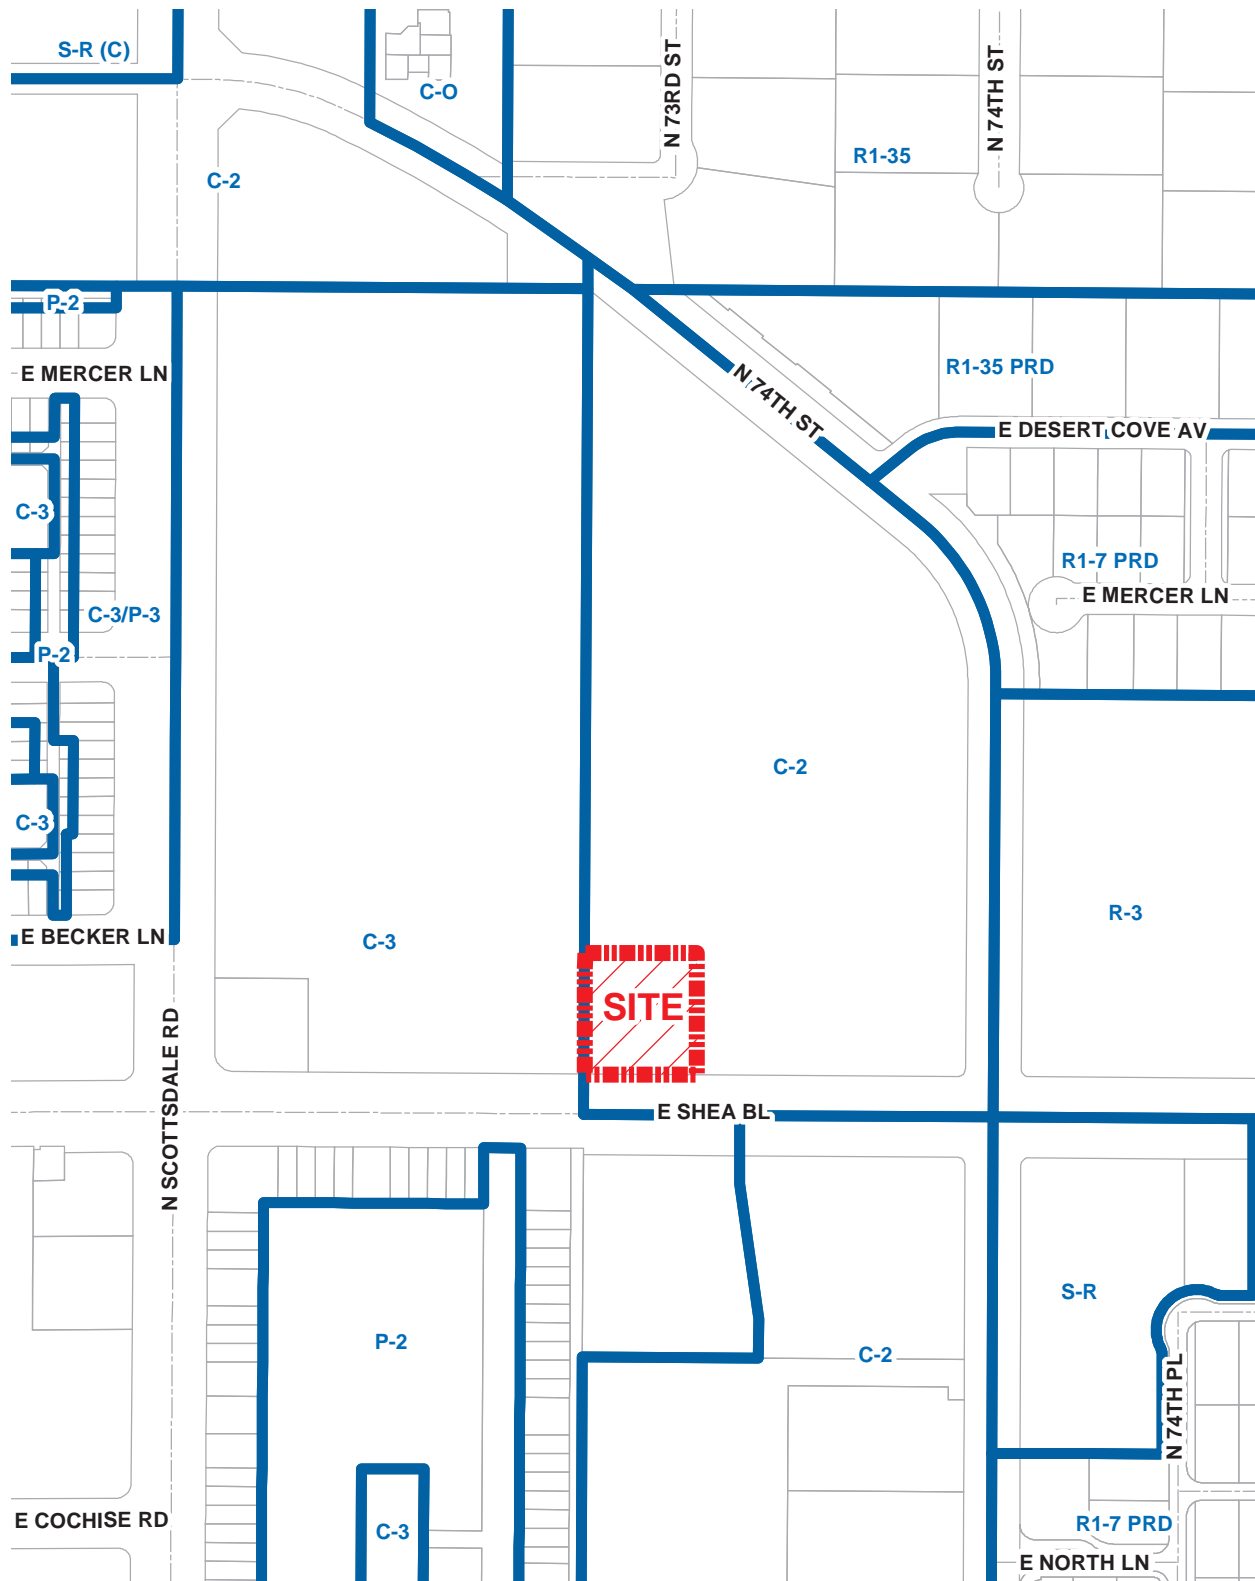 S-R (C)
C-O
N 73RD ST
N 74TH ST
R1-35
C-2
P-2
E MERCER LN
R1-35 PRD
N 74TH ST
E DESERT COVE AV
C-3
R1-7 PRD
E MERCER LN
C-3/P-3
P-2
C-2
C-3
R-3
E BECKER LN
C-3
SITE
N SCOTTSDALE RD
E SHEA BL
S-R
P-2
C-2
N 74TH PL
E COCHISE RD
C-3
R1-7 PRD
E NORTH LN